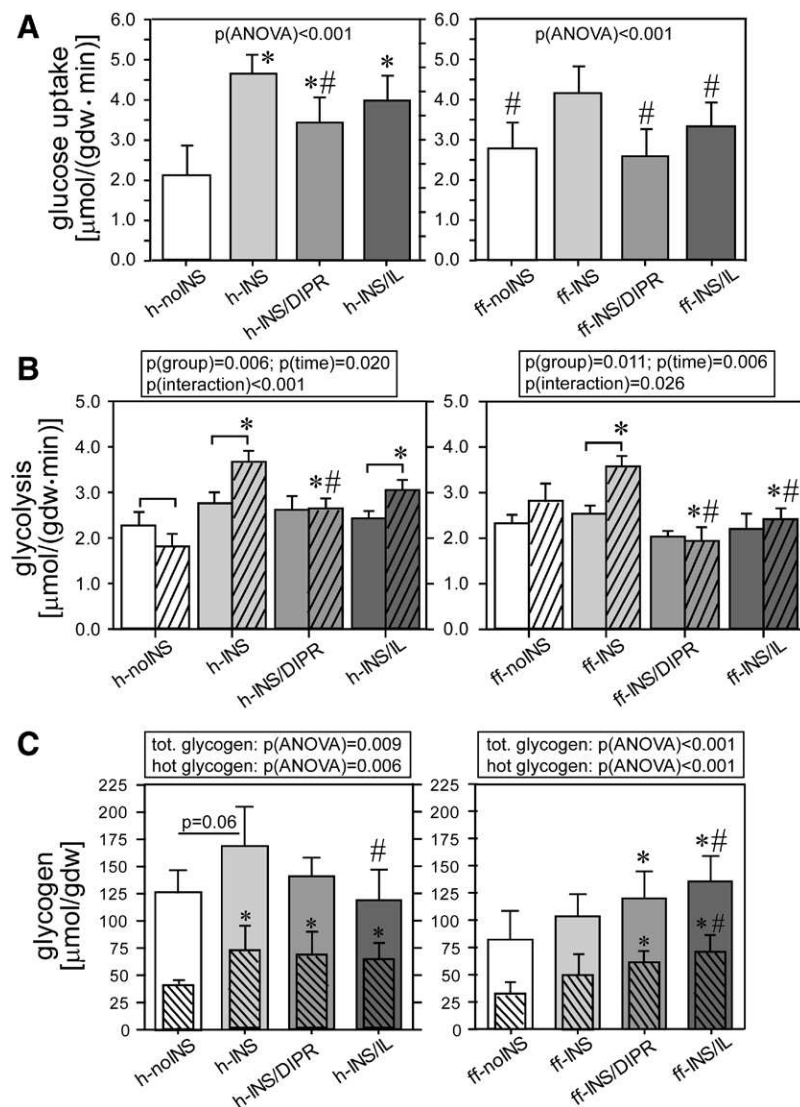 A
glucose uptake
[µmol/(gdw·min)]
6.0
5.0
4.0
3.0
2.0
1.0
0.0
p(ANOVA)<0.001
*
*#
*
h-noINS
h-INS
h-INS/DIPR
h-INS/IL
6.0
5.0
4.0
3.0
2.0
1.0
0.0
p(ANOVA)<0.001
#
#
#
ff-noINS
ff-INS
ff-INS/DIPR
ff-INS/IL
B
p(group)=0.006; p(time)=0.020
p(interaction)<0.001
glycolysis
[µmol/(gdw·min)]
5.0
4.0
3.0
2.0
1.0
0.0
*
*#
*
h-noINS
h-INS
h-INS/DIPR
h-INS/IL
p(group)=0.011; p(time)=0.006
p(interaction)=0.026
5.0
4.0
3.0
2.0
1.0
0.0
*
*#
*#
ff-noINS
ff-INS
ff-INS/DIPR
ff-INS/IL
C
tot. glycogen: p(ANOVA)=0.009
hot glycogen: p(ANOVA)=0.006
glycogen
[µmol/gdw]
225
200
175
150
125
100
75
50
25
0
p=0.06
#
*
*
*
h-noINS
h-INS
h-INS/DIPR
h-INS/IL
tot. glycogen: p(ANOVA)<0.001
hot glycogen: p(ANOVA)<0.001
225
200
175
150
125
100
75
50
25
0
*
*#
*
*#
ff-noINS
ff-INS
ff-INS/DIPR
ff-INS/IL